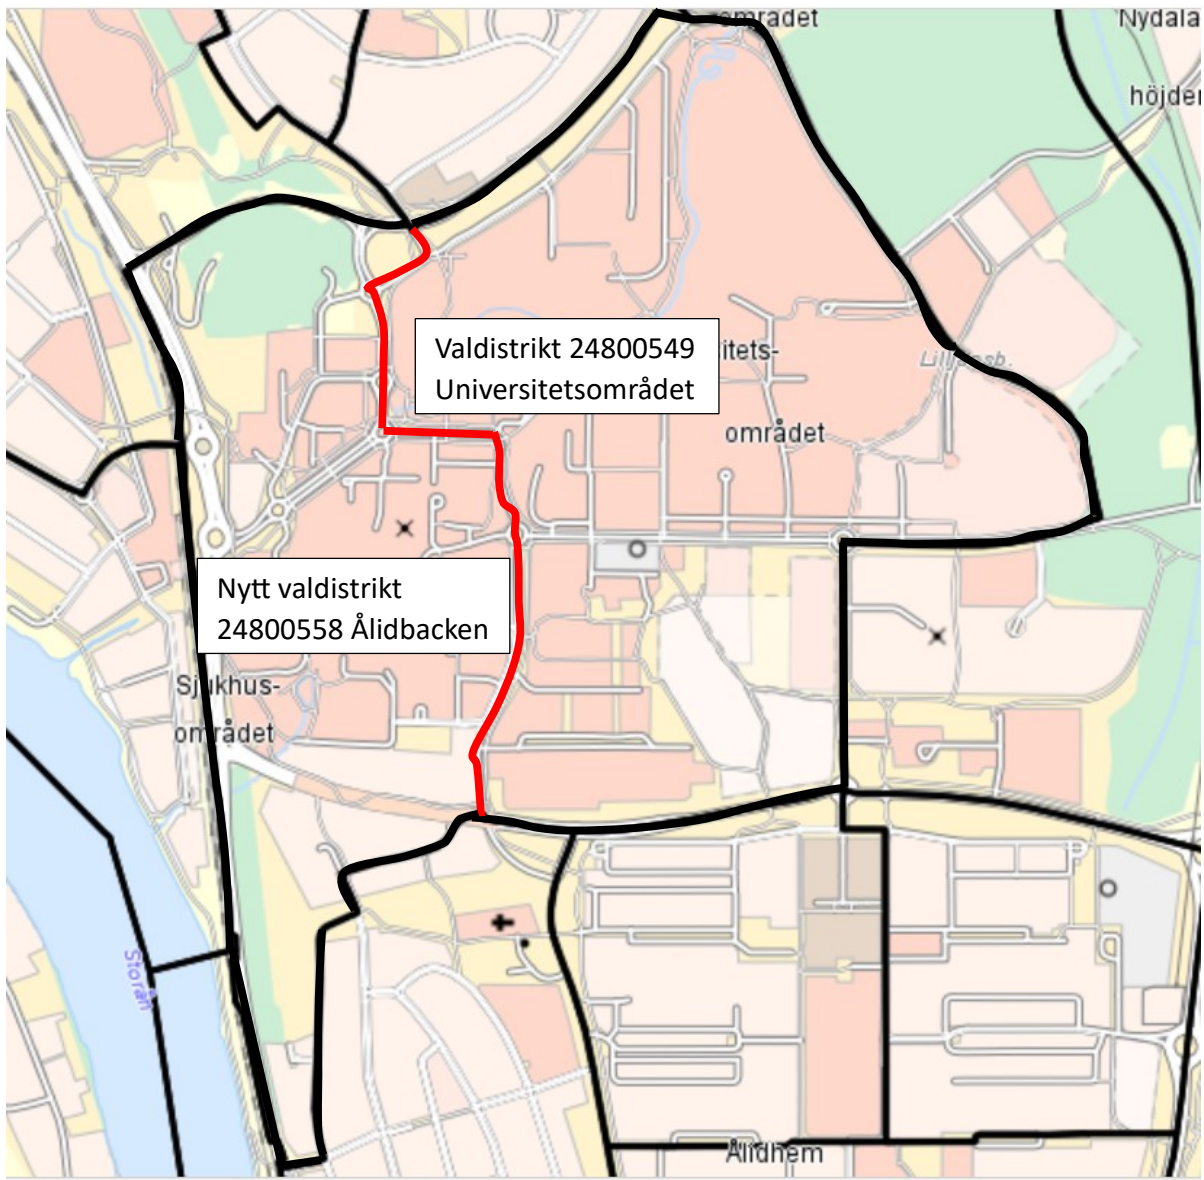 området
Nydala
höjden
Valdistrikt 24800549
Universitetsområdet
itets-
området
Nytt valdistrikt
24800558 Ålidbacken
Sjukhus-
området
Storån
Ålidhem